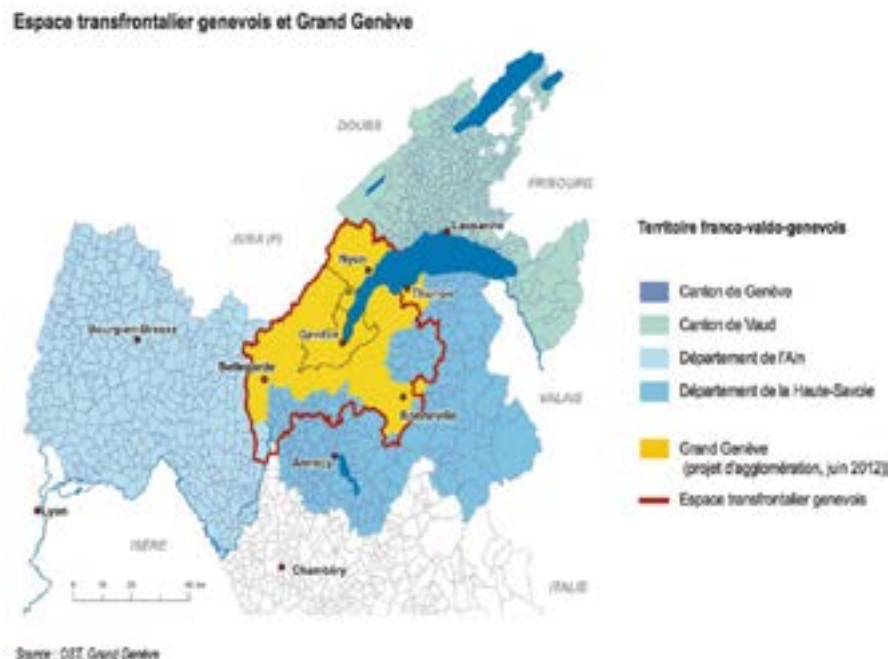 Espace transfrontalier genevois et Grand Genève
DOUBS
FRIBOURG
JURA (F)
Lausanne
Nyon
Thonon
Genève
Bourg-en-Bresse
Bellegarde
Bonneville
VALAIS
Annecy
Lyon
ISÈRE
Chambéry
ITALIE
0
Territoire franco-valdo-genevois
Canton de Genève
Canton de Vaud
Département de l'Ain
Département de la Haute-Savoie
Grand Genève
(projet d'agglomération, juin 2012)]
Espace transfrontalier genevois
Source : OST, Grand Genève